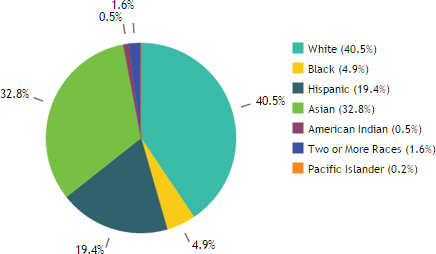 1.6%
0.5%
32.8%
40.5%
19.4%
4.9%
White (40.5%)
Black (4.9%)
Hispanic (19.4%)
Asian (32.8%)
American Indian (0.5%)
Two or More Races (1.6%)
Pacific Islander (0.2%)